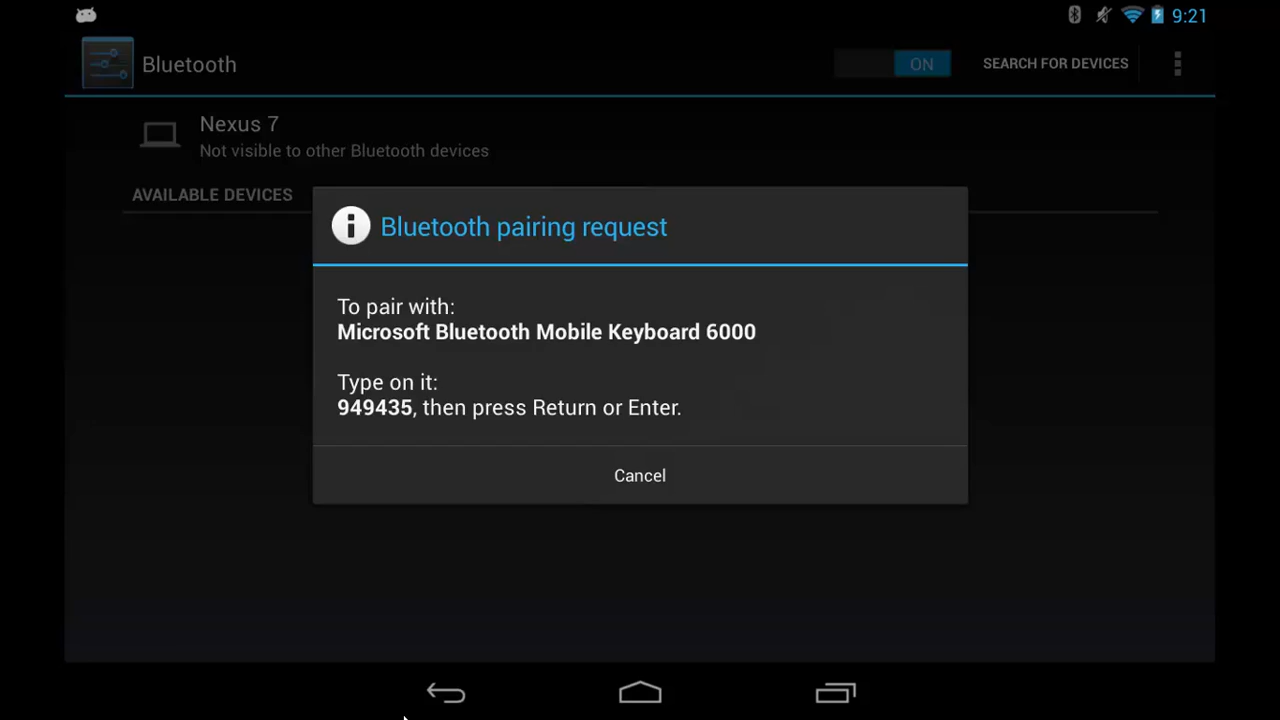 9:21
Bluetooth
ON
SEARCH FOR DEVICES
Nexus 7
Not visible to other Bluetooth devices
AVAILABLE DEVICES
Bluetooth pairing request
To pair with:
Microsoft Bluetooth Mobile Keyboard 6000
Type on it:
949435, then press Return or Enter.
Cancel